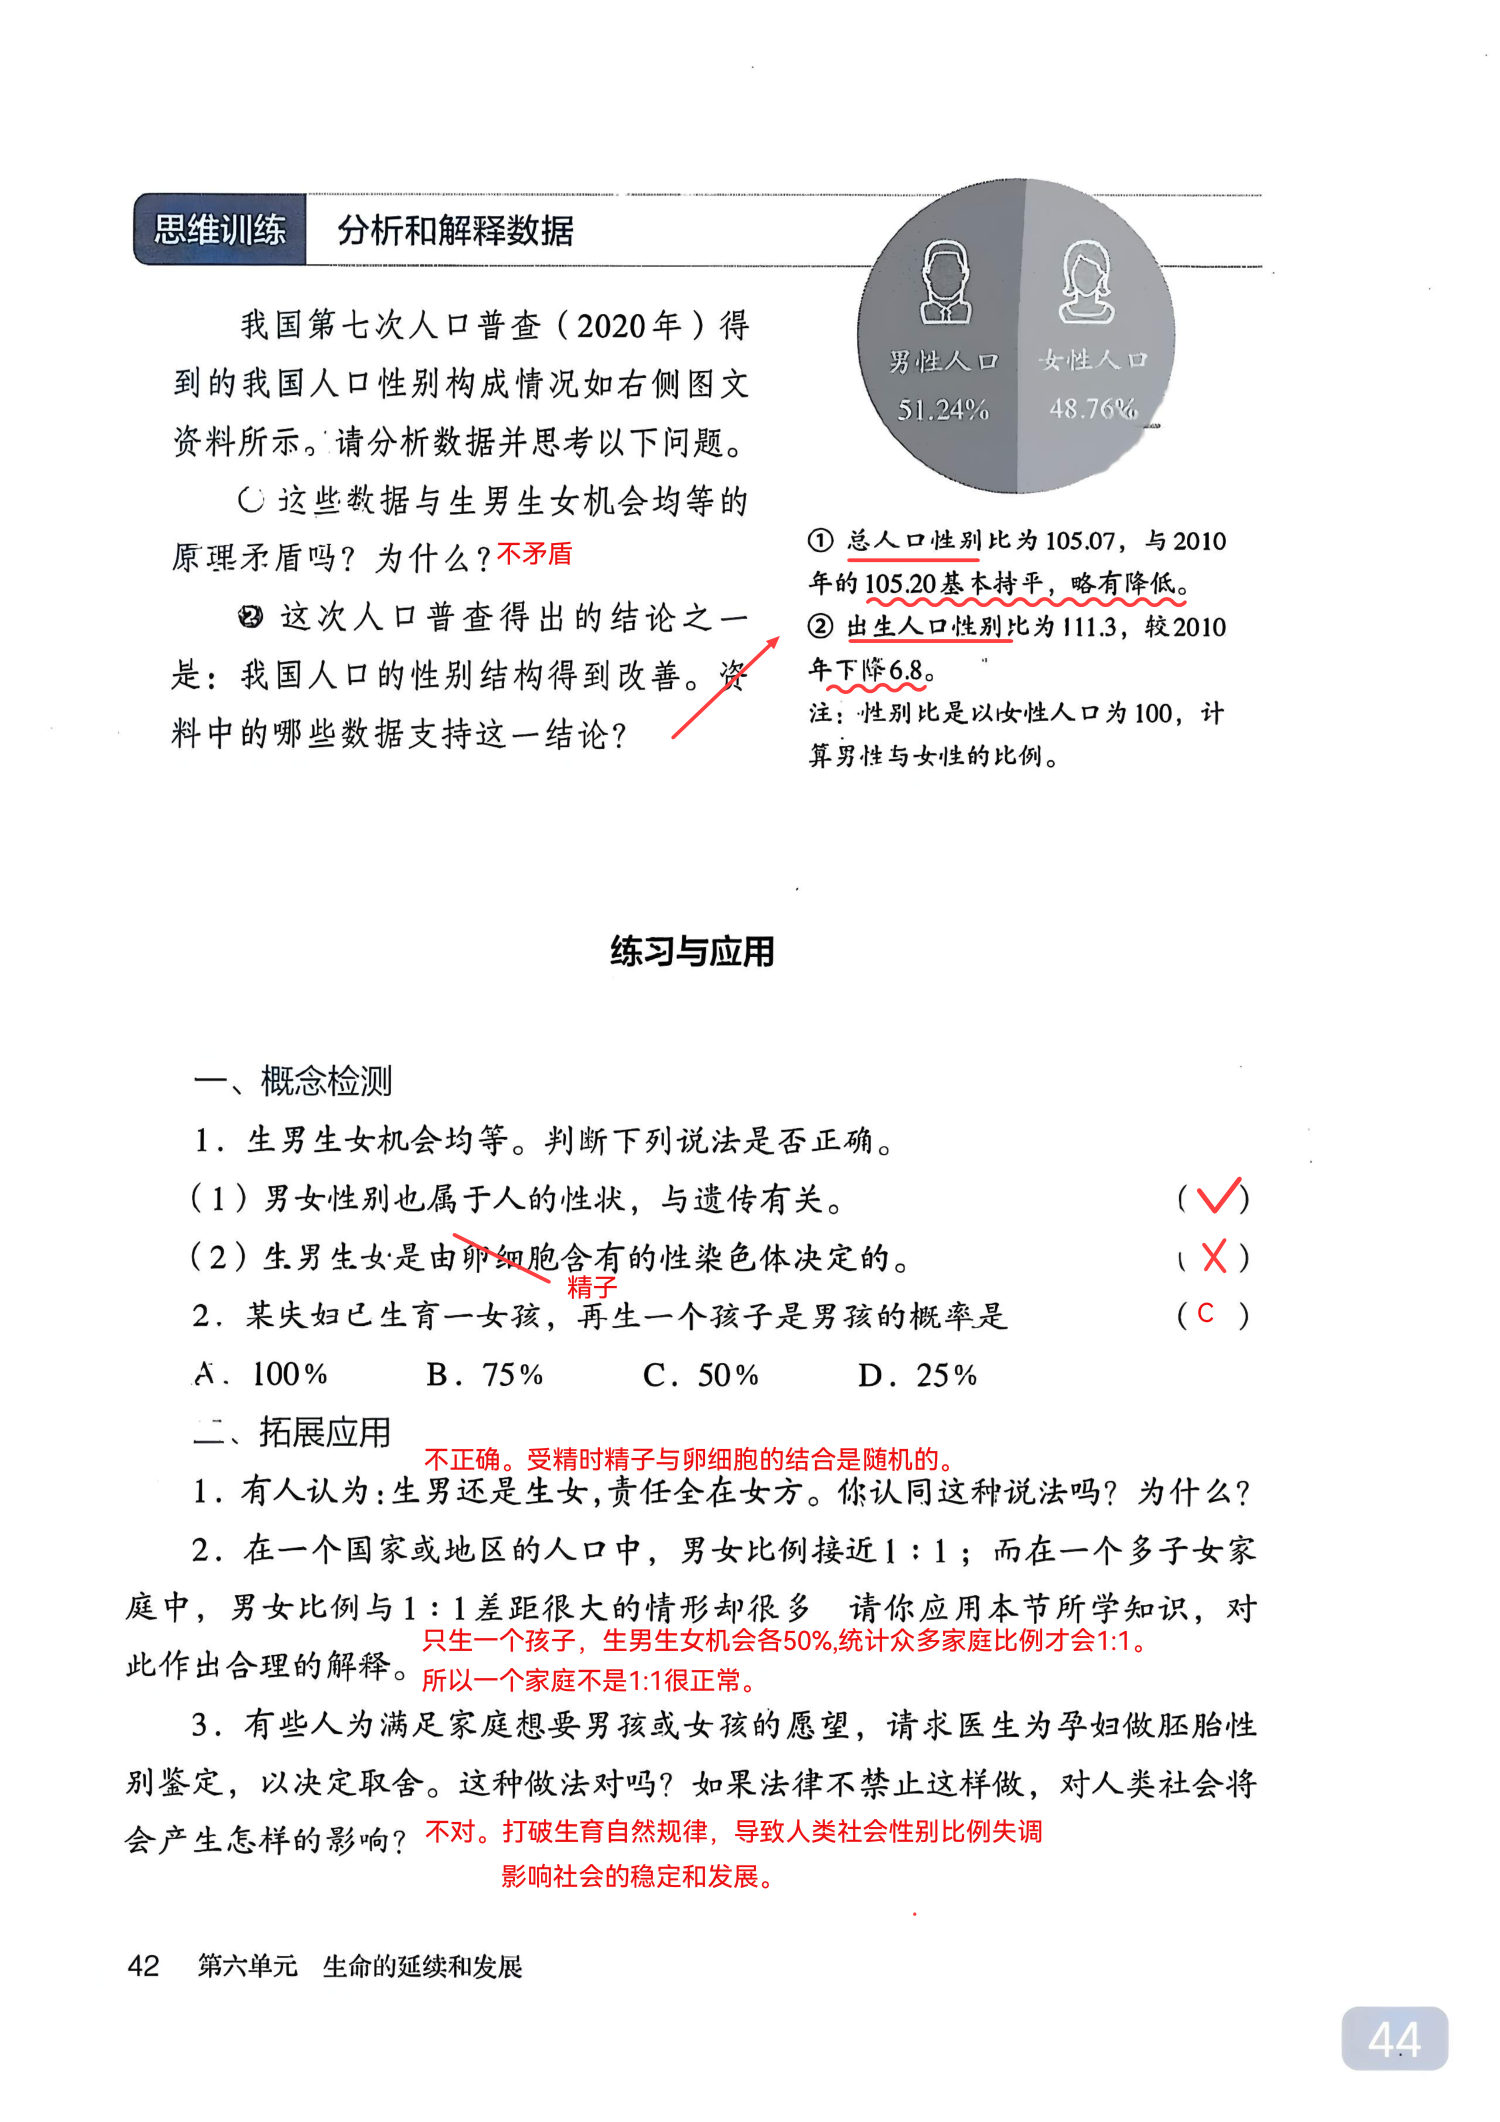 思维训练 分析和解释数据
我国第七次人口普查（2020年）得
到的我国人口性别构成情况如右侧图文
资料所示。请分析数据并思考以下问题。
这些数据与生男生女机会均等的
原理矛盾吗？为什么？不矛盾
❷ 这次人口普查得出的结论之一
是：我国人口的性别结构得到改善。资
料中的哪些数据支持这一结论？
男性人口
51.24%
女性人口
48.76%
① 总人口性别比为105.07，与2010
年的105.20基本持平，略有降低。
② 出生人口性别比为111.3，较2010
年下降6.8。
注：性别比是以女性人口为100，计
算男性与女性的比例。
练习与应用
一、概念检测
1. 生男生女机会均等。判断下列说法是否正确。
（1）男女性别也属于人的性状，与遗传有关。（✓）
（2）生男生女是由卵细胞含有的性染色体决定的。（X）
精子
2. 某夫妇已生育一女孩，再生一个孩子是男孩的概率是（C）
A. 100% B. 75% C. 50% D. 25%
二、拓展应用
不正确。受精时精子与卵细胞的结合是随机的。
1. 有人认为：生男还是生女，责任全在女方。你认同这种说法吗？为什么？
2. 在一个国家或地区的人口中，男女比例接近1：1；而在一个多子女家
庭中，男女比例与1：1差距很大的情形却很多 请你应用本节所学知识，对
只生一个孩子，生男生女机会各50%,统计众多家庭比例才会1:1。
此作出合理的解释。
所以一个家庭不是1:1很正常。
3. 有些人为满足家庭想要男孩或女孩的愿望，请求医生为孕妇做胚胎性
别鉴定，以决定取舍。这种做法对吗？如果法律不禁止这样做，对人类社会将
会产生怎样的影响？
不对。打破生育自然规律，导致人类社会性别比例失调
影响社会的稳定和发展。
42 第六单元 生命的延续和发展
44